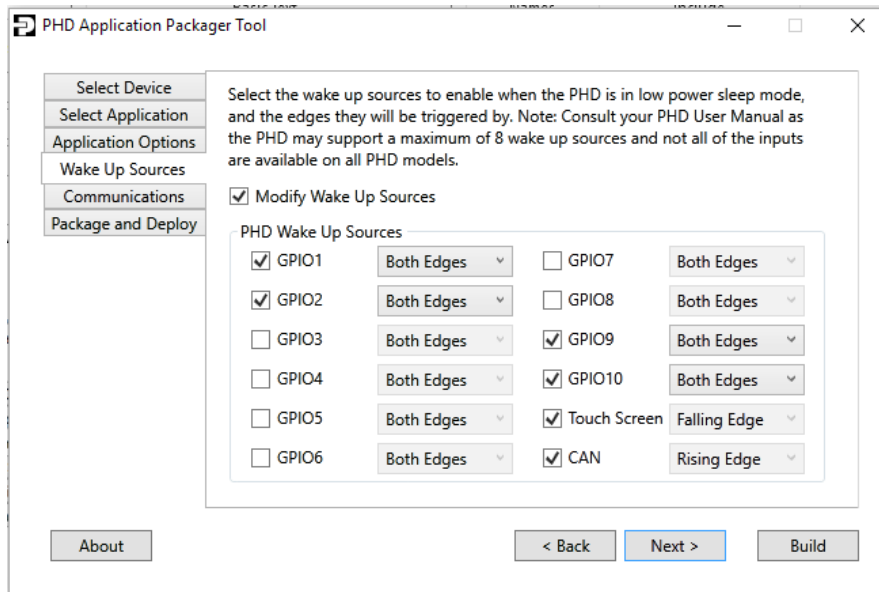 PHD Application Packager Tool
Select Device
Select Application
Application Options
Wake Up Sources
Communications
Package and Deploy
Select the wake up sources to enable when the PHD is in low power sleep mode,
and the edges they will be triggered by. Note: Consult your PHD User Manual as
the PHD may support a maximum of 8 wake up sources and not all of the inputs
are available on all PHD models.
Modify Wake Up Sources
PHD Wake Up Sources
GPIO1 Both Edges GPIO7 Both Edges
GPIO2 Both Edges GPIO8 Both Edges
GPIO3 Both Edges GPIO9 Both Edges
GPIO4 Both Edges GPIO10 Both Edges
GPIO5 Both Edges Touch Screen Falling Edge
GPIO6 Both Edges CAN Rising Edge
About < Back Next > Build